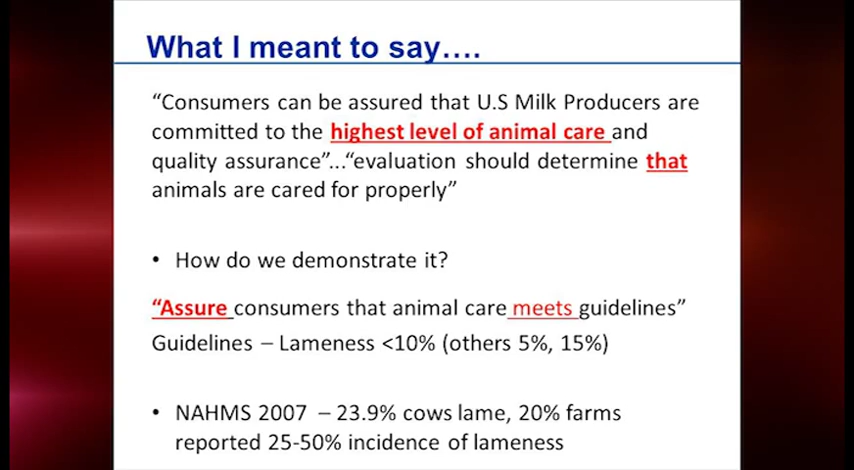 What I meant to say….
“Consumers can be assured that U.S Milk Producers are
committed to the highest level of animal care and
quality assurance”...“evaluation should determine that
animals are cared for properly”
• How do we demonstrate it?
“Assure consumers that animal care meets guidelines”
Guidelines – Lameness <10% (others 5%, 15%)
• NAHMS 2007 – 23.9% cows lame, 20% farms
reported 25-50% incidence of lameness